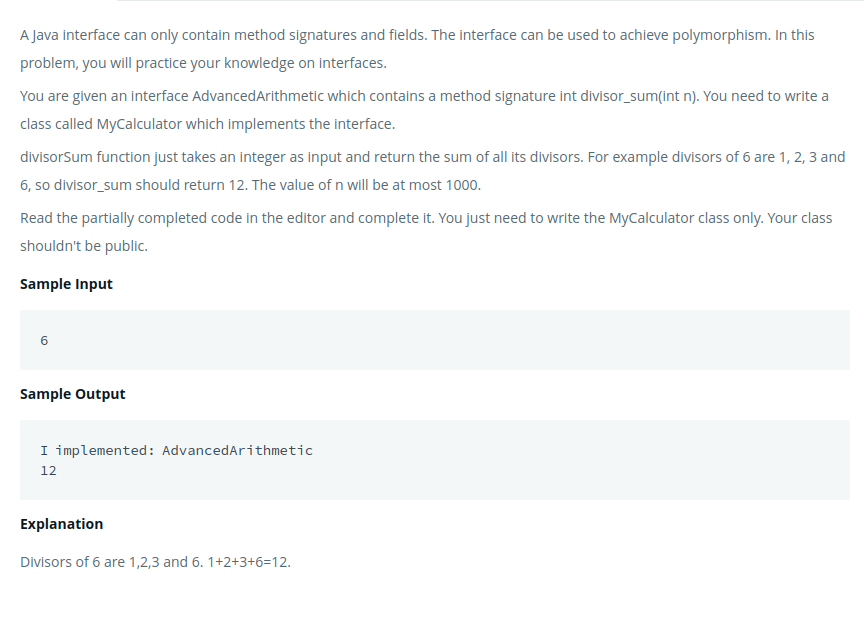 A Java interface can only contain method signatures and fields. The interface can be used to achieve polymorphism. In this
problem, you will practice your knowledge on interfaces.
You are given an interface AdvancedArithmetic which contains a method signature int divisor_sum(int n). You need to write a
class called MyCalculator which implements the interface.
divisorSum function just takes an integer as input and return the sum of all its divisors. For example divisors of 6 are 1, 2, 3 and
6, so divisor_sum should return 12. The value of n will be at most 1000.
Read the partially completed code in the editor and complete it. You just need to write the MyCalculator class only. Your class
shouldn't be public.
Sample Input
6
Sample Output
I implemented: AdvancedArithmetic
12
Explanation
Divisors of 6 are 1,2,3 and 6. 1+2+3+6=12.